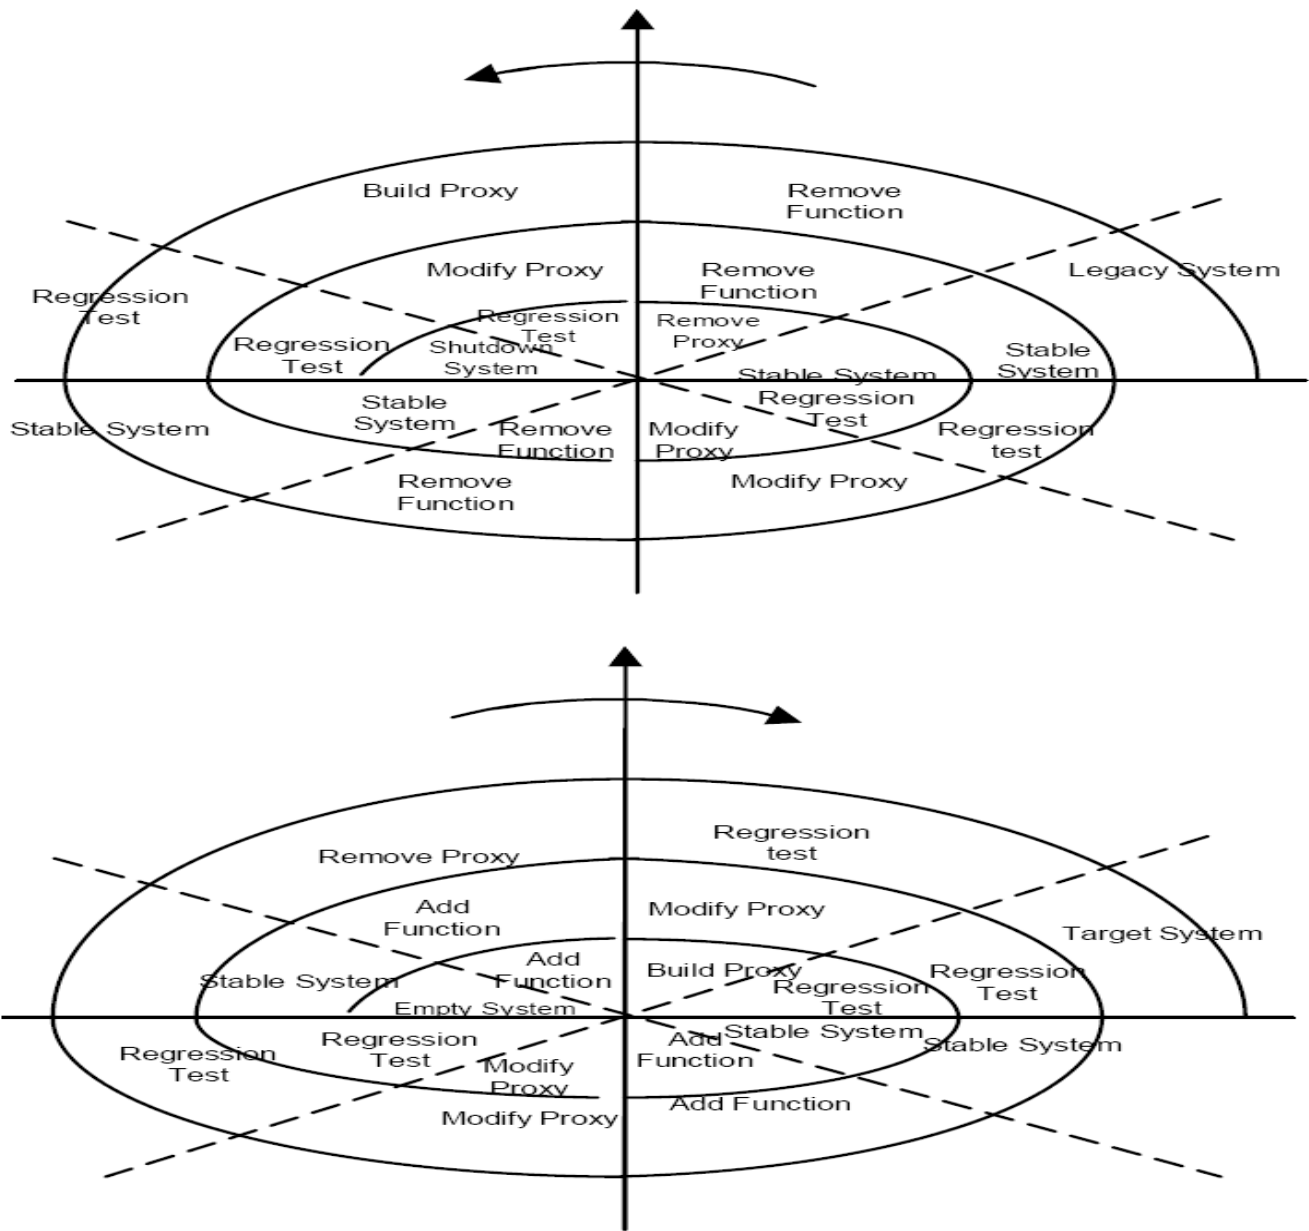 Build Proxy
Remove
Function
Modify Proxy
Remove
Function
Legacy System
Regression
Test
Regression
Test
Remove
Proxy
Regression
Test
Shutdown
System
Stable
System
Stable System
Regression
Test
Stable
System
Stable System
Remove
Function
Modify
Proxy
Regression
test
Remove
Function
Modify Proxy
Regression
test
Remove Proxy
Add
Function
Modify Proxy
Target System
Add
Function
Build Proxy
Regression
Test
Stable System
Regression
Test
Empty System
Stable System
Regression
Test
Regression
Test
Add
Function
Stable System
Modify
Proxy
Add Function
Modify Proxy